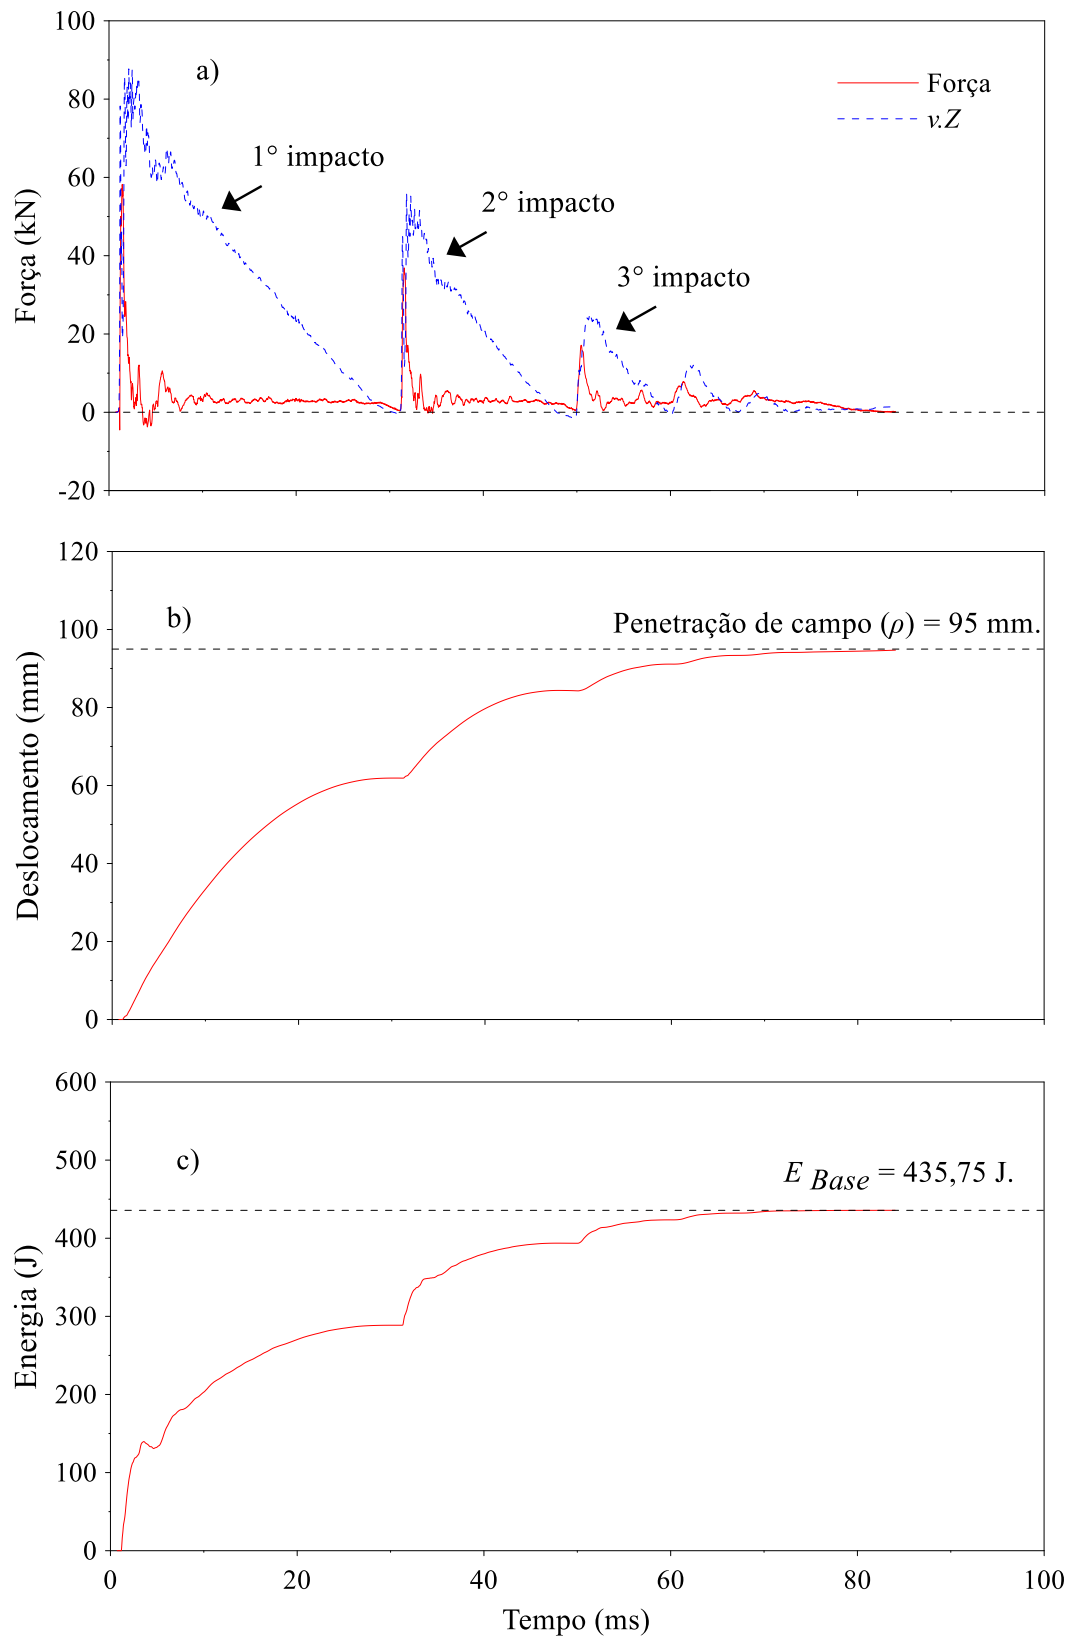 100
80
60
40
20
0
-20
Força (kN)
a)
Força
v.Z
1° impacto
2° impacto
3° impacto
120
100
80
60
40
20
0
Deslocamento (mm)
b)
Penetração de campo (ρ) = 95 mm.
600
500
400
300
200
100
0
Energia (J)
c)
E Base = 435,75 J.
0 20 40 60 80 100
Tempo (ms)